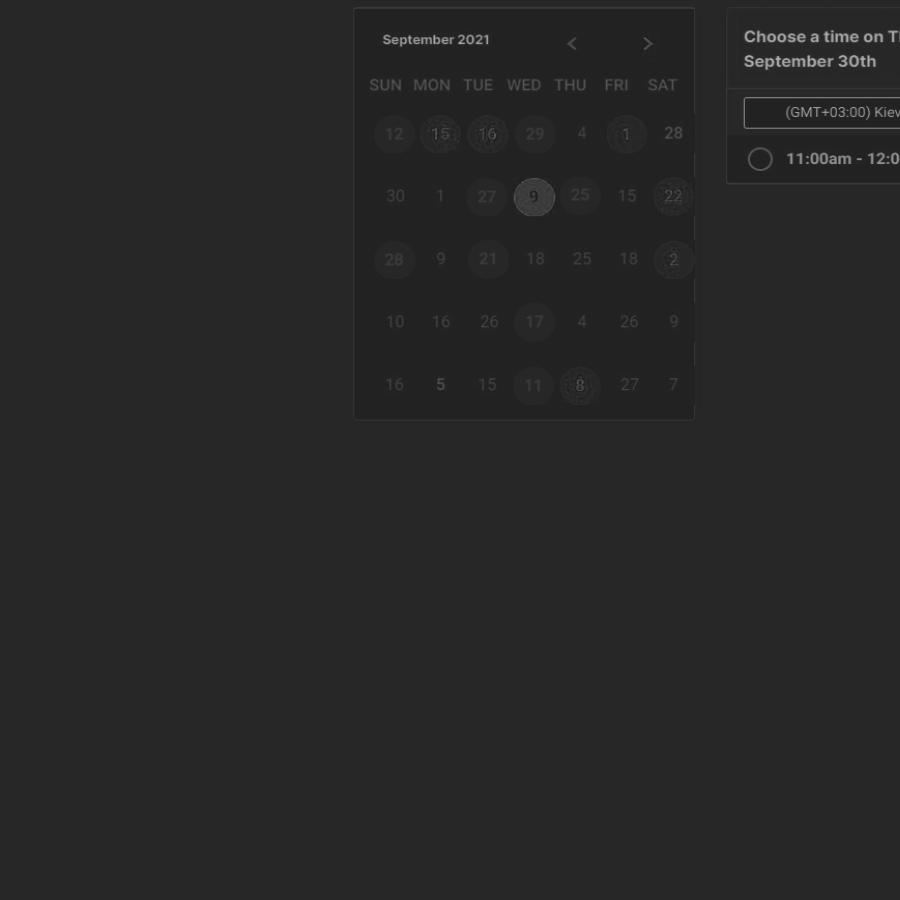 September 2021
SUN MON TUE WED THU FRI SAT
12 15 16 29 4 1 28
30 1 27 9 25 15 22
28 9 21 18 25 18 2
10 16 26 17 4 26 9
16 5 15 11 8 27 7
Choose a time on T
September 30th
(GMT+03:00) Kiev
11:00am - 12:0